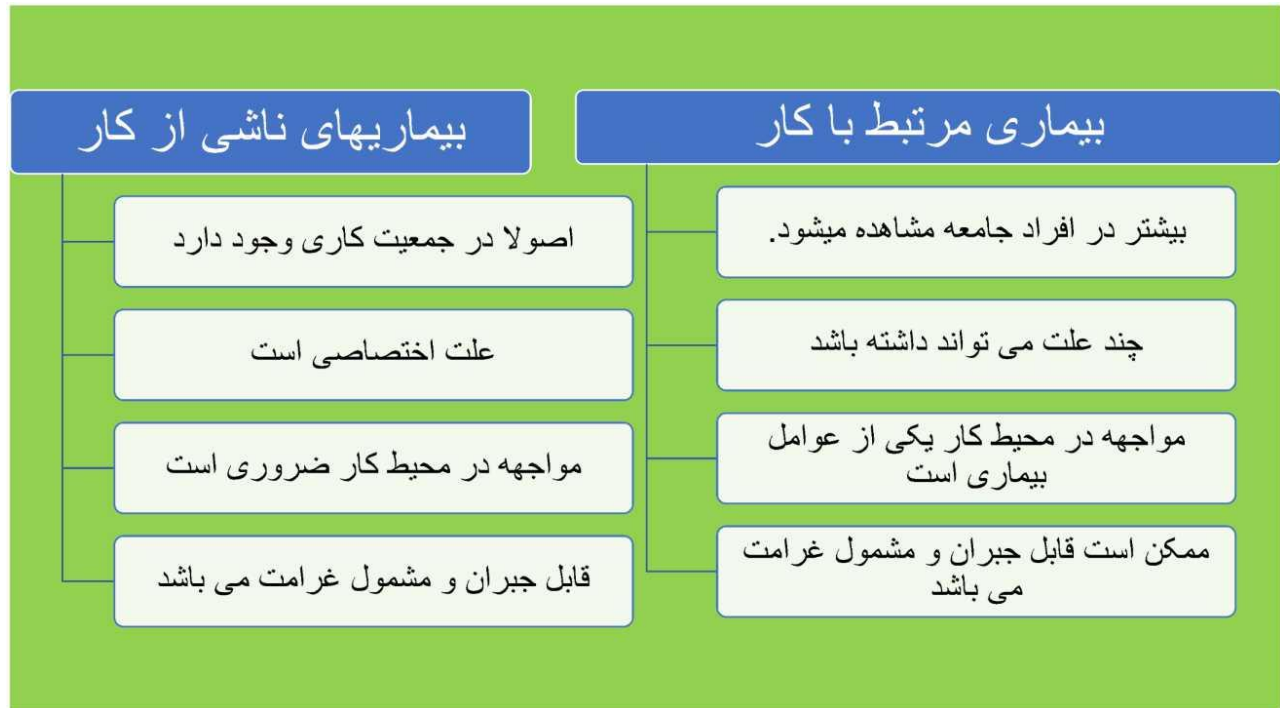 بیماری مرتبط با کار
بیشتر در افراد جامعه مشاهده میشود.
چند علت می تواند داشته باشد
مواجهه در محیط کار یکی از عوامل
بیماری است
ممکن است قابل جبران و مشمول غرامت
می باشد
بیماریهای ناشی از کار
اصولا در جمعیت کاری وجود دارد
علت اختصاصی است
مواجهه در محیط کار ضروری است
قابل جبران و مشمول غرامت می باشد